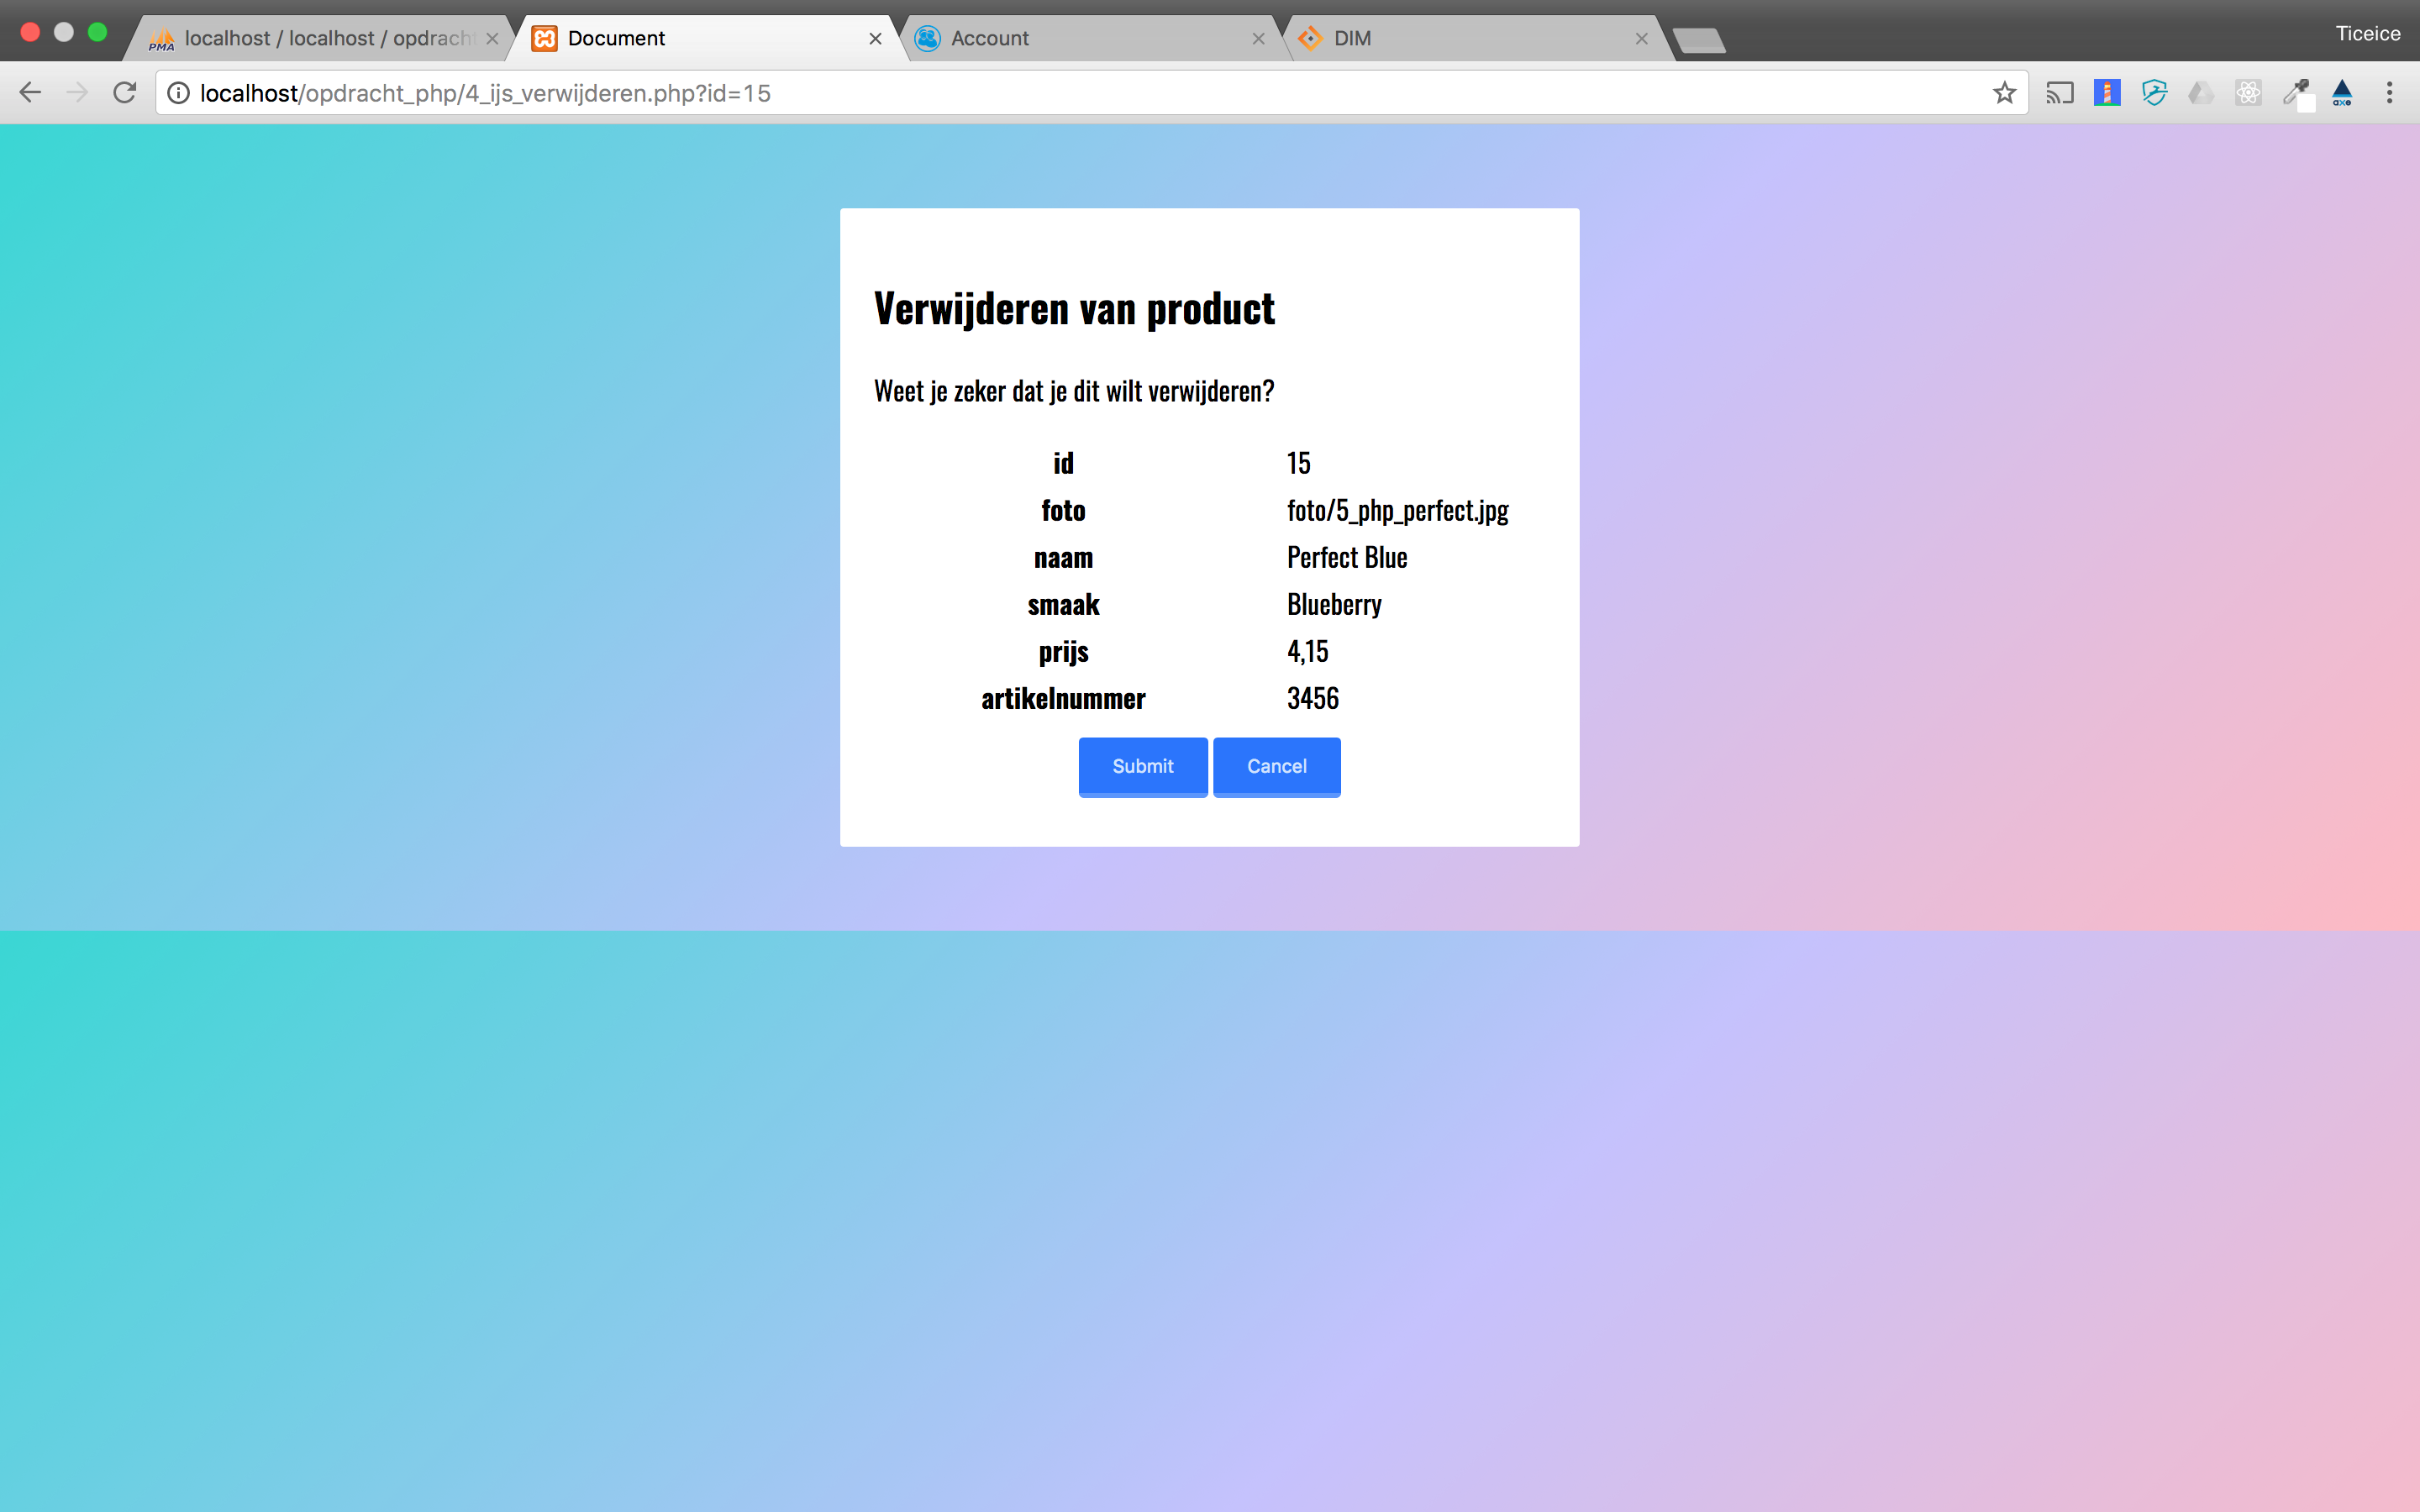 localhost / localhost / opdracht
Document
Account
DIM
Ticeice
localhost/opdracht_php/4_ijs_verwijderen.php?id=15
Verwijderen van product
Weet je zeker dat je dit wilt verwijderen?
id 15
foto foto/5_php_perfect.jpg
naam Perfect Blue
smaak Blueberry
prijs 4,15
artikelnummer 3456
Submit Cancel
PMA
axe